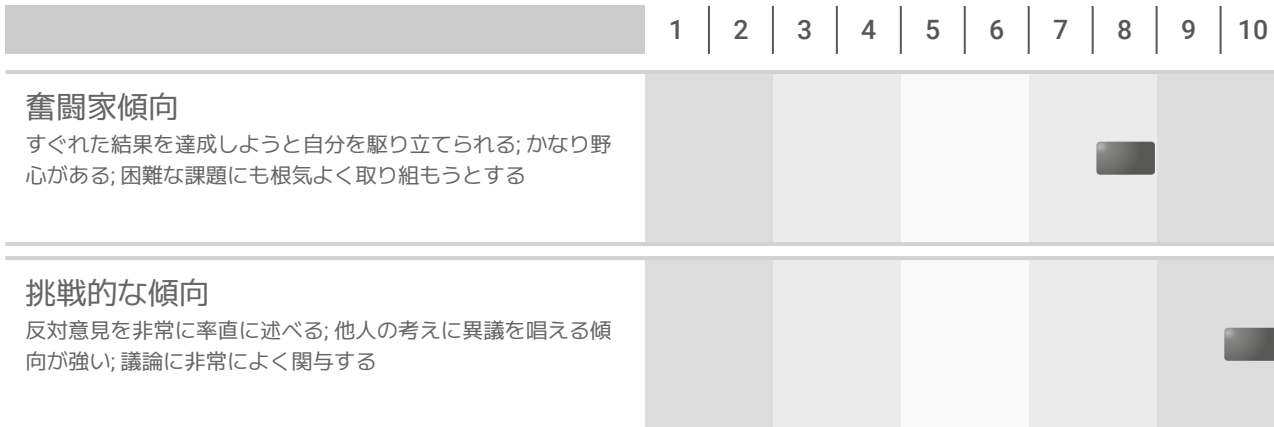 1 2 3 4 5 6 7 8 9 10
奮闘家傾向
すぐれた結果を達成しようと自分を駆り立てられる; かなり野
心がある; 困難な課題にも根気よく取り組もうとする
挑戦的な傾向
反対意見を非常に率直に述べる; 他人の考えに異議を唱える傾
向が強い; 議論に非常によく関与する